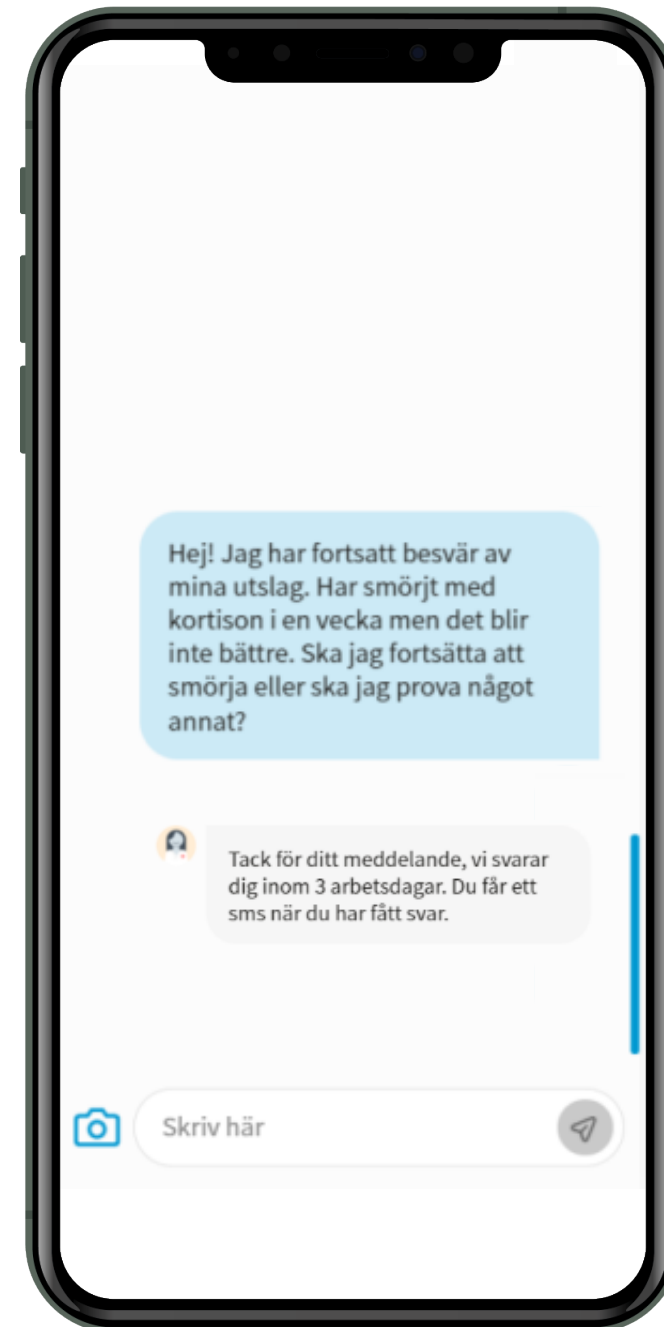 Hej! Jag har fortsatt besvär av
mina utslag. Har smörjt med
kortison i en vecka men det blir
inte bättre. Ska jag fortsätta att
smörja eller ska jag prova något
annat?
Tack för ditt meddelande, vi svarar
dig inom 3 arbetsdagar. Du får ett
sms när du har fått svar.
Skriv här